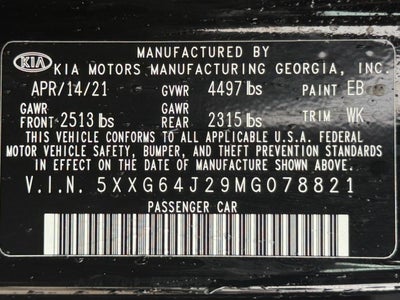 MANUFACTURED BY
KIA KIA MOTORS MANUFACTURING GEORGIA, INC.
APR/14/21 GVWR 4497 lbs PAINT EB
GAWR FRONT 2513 lbs GAWR REAR 2315 lbs TRIM WK
THIS VEHICLE CONFORMS TO ALL APPLICABLE U.S.A. FEDERAL
MOTOR VEHICLE SAFETY, BUMPER, AND THEFT PREVENTION STANDARDS
IN EFFECT ON THE DATE OF MANUFACTURE SHOWN ABOVE.
V.I.N. 5XXG64J29MG078821
PASSENGER CAR